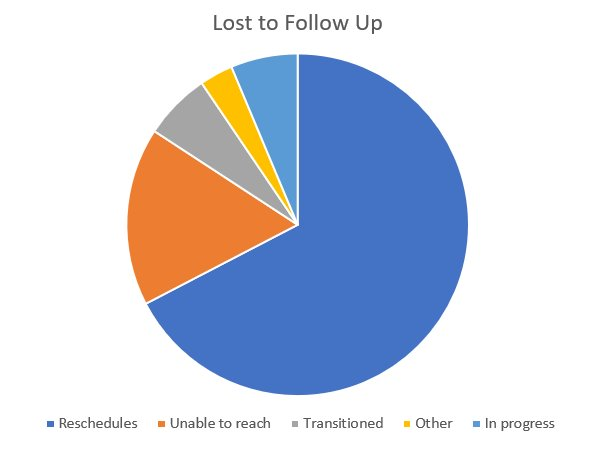 Lost to Follow Up
Reschedules Unable to reach Transitioned Other In progress